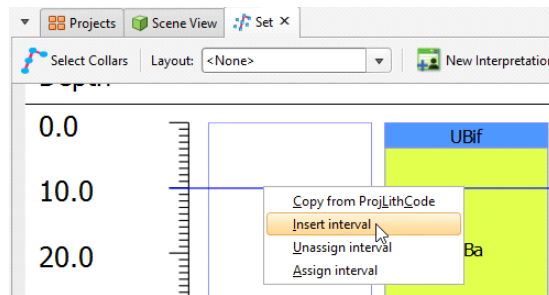 Projects
Scene View
Set
Select Collars
Layout:
<None>
New Interpretation
Depth
0.0
UBif
10.0
Copy from ProjLithCode
Insert interval
Unassign interval
Assign interval
Ba
20.0